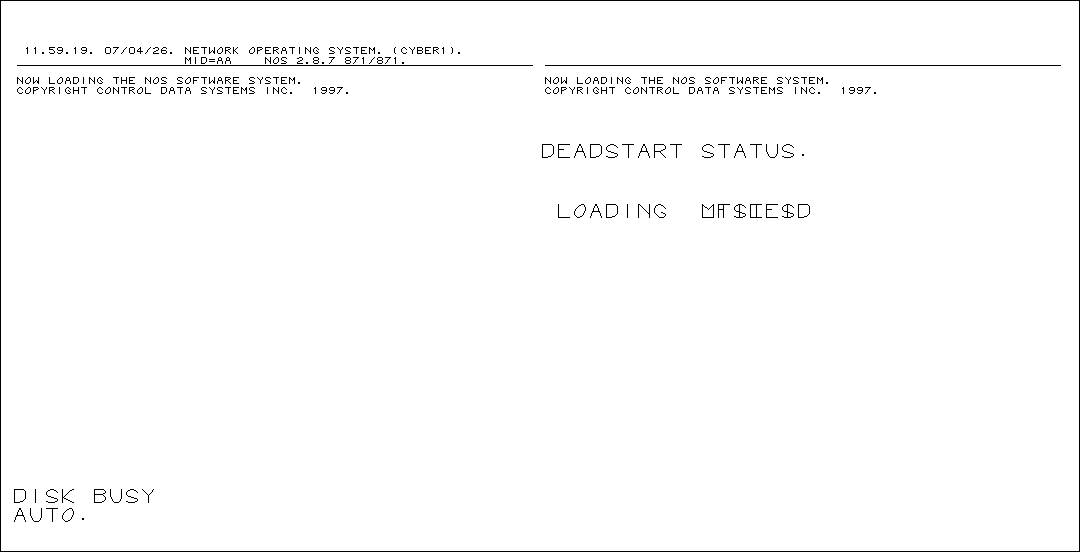 11.59.19. 07/04/26. NETWORK OPERATING SYSTEM. (CYBER1).
MID=AA NOS 2.8.7 871/871.
NOW LOADING THE NOS SOFTWARE SYSTEM.
COPYRIGHT CONTROL DATA SYSTEMS INC. 1997.
NOW LOADING THE NOS SOFTWARE SYSTEM.
COPYRIGHT CONTROL DATA SYSTEMS INC. 1997.
DEADSTART STATUS.
LOADING
DISK BUSY
AUTO.